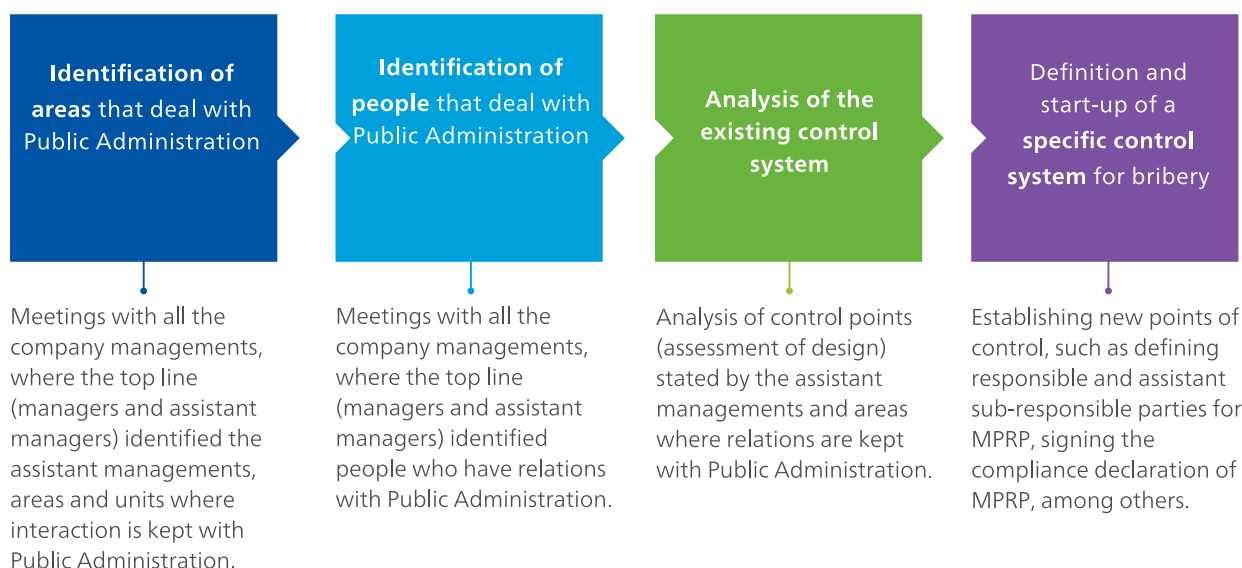 Identification of
areas that deal with
Public Administration
Meetings with all the
company managements,
where the top line
(managers and assistant
managers) identified the
assistant managements,
areas and units where
interaction is kept with
Public Administration.
Identification of
people that deal with
Public Administration
Meetings with all the
company managements,
where the top line
(managers and assistant
managers) identified
people who have relations
with Public Administration.
Analysis of the
existing control
system
Analysis of control points
(assessment of design)
stated by the assistant
managements and areas
where relations are kept
with Public Administration.
Definition and
start-up of a
specific control
system for bribery
Establishing new points of
control, such as defining
responsible and assistant
sub-responsible parties for
MPRP, signing the
compliance declaration of
MPRP, among others.